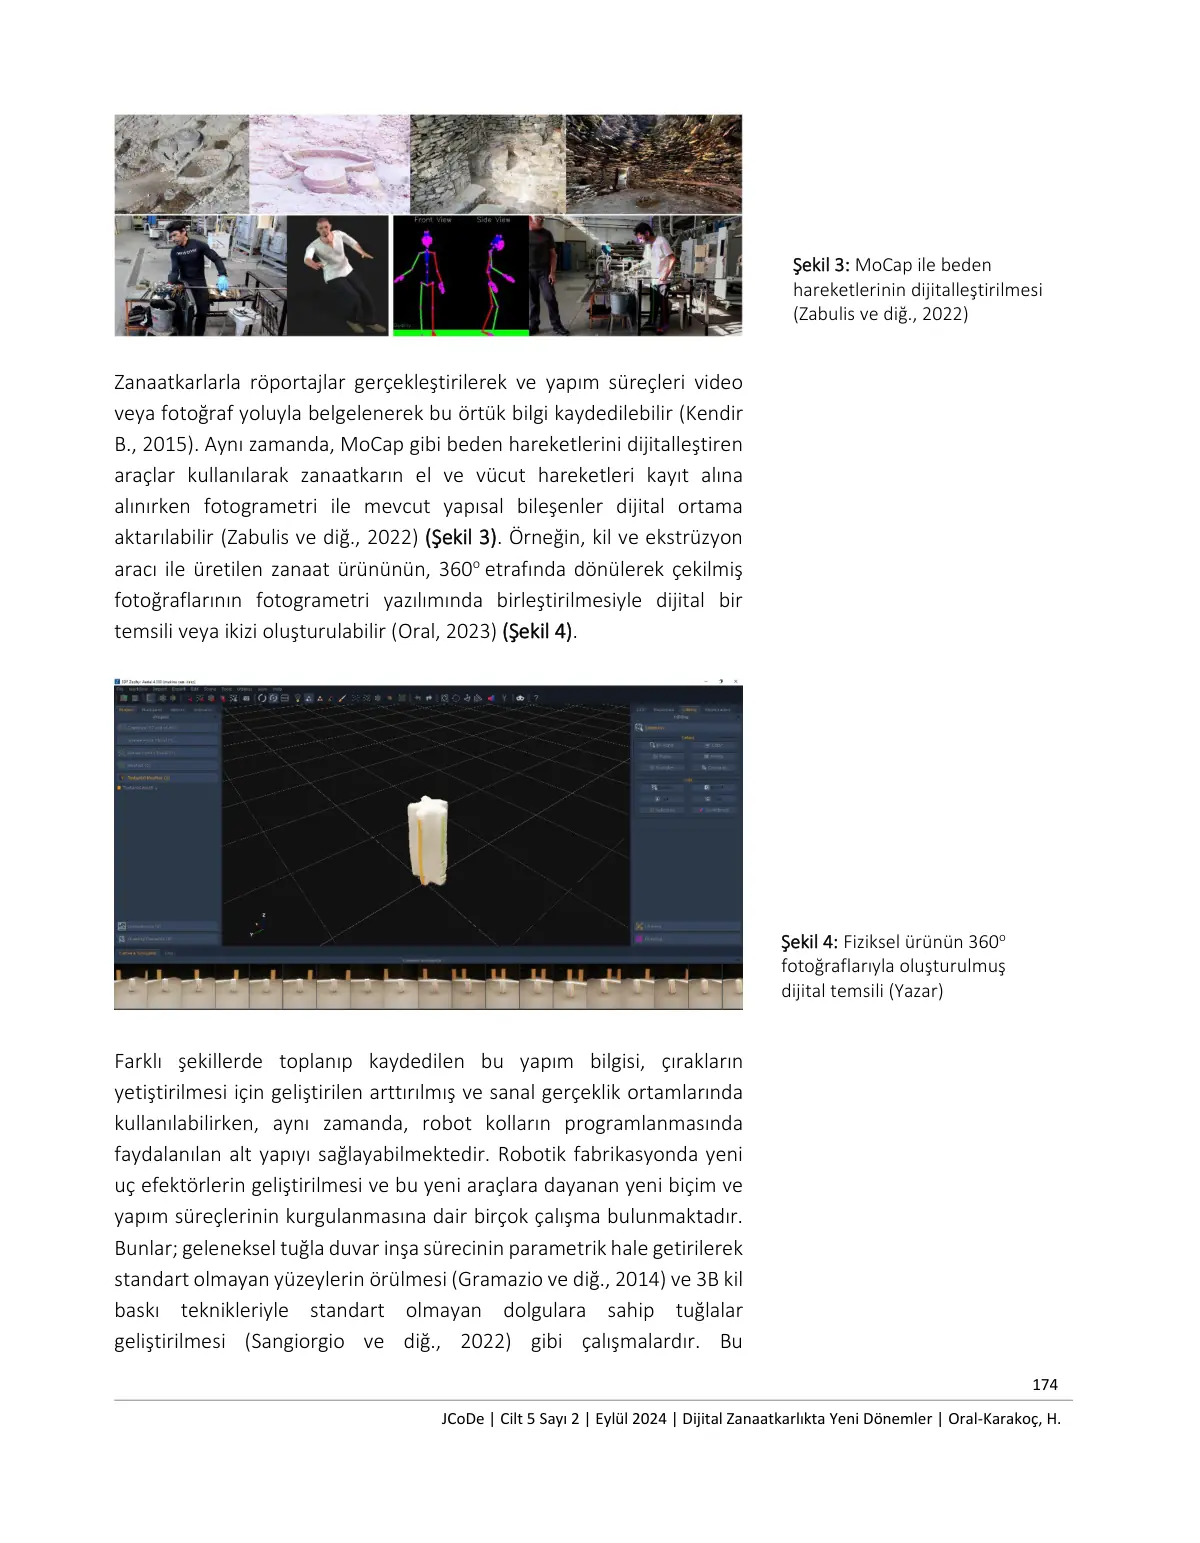 Front View Side View
Şekil 3: MoCap ile beden
hareketlerinin dijitalleştirilmesi
(Zabulis ve diğ., 2022)
Zanaatkarlarla röportajlar gerçekleştirilerek ve yapım süreçleri video
veya fotoğraf yoluyla belgelenerek bu örtük bilgi kaydedilebilir (Kendir
B., 2015). Aynı zamanda, MoCap gibi beden hareketlerini dijitalleştiren
araçlar kullanılarak zanaatkarın el ve vücut hareketleri kayıt alına
alınırken fotogrametri ile mevcut yapısal bileşenler dijital ortama
aktarılabilir (Zabulis ve diğ., 2022) (Şekil 3). Örneğin, kil ve ekstrüzyon
aracı ile üretilen zanaat ürününün, 360° etrafında dönülerek çekilmiş
fotoğraflarının fotogrametri yazılımında birleştirilmesiyle dijital bir
temsili veya ikizi oluşturulabilir (Oral, 2023) (Şekil 4).
Şekil 4: Fiziksel ürünün 360°
fotoğraflarıyla oluşturulmuş
dijital temsili (Yazar)
Farklı şekillerde toplanıp kaydedilen bu yapım bilgisi, çırakların
yetiştirilmesi için geliştirilen arttırılmış ve sanal gerçeklik ortamlarında
kullanılabilirken, aynı zamanda, robot kolların programlanmasında
faydalanılan alt yapıyı sağlayabilmektedir. Robotik fabrikasyonda yeni
uç efektörlerin geliştirilmesi ve bu yeni araçlara dayanan yeni biçim ve
yapım süreçlerinin kurgulanmasına dair birçok çalışma bulunmaktadır.
Bunlar; geleneksel tuğla duvar inşa sürecinin parametrik hale getirilerek
standart olmayan yüzeylerin örülmesi (Gramazio ve diğ., 2014) ve 3B kil
baskı teknikleriyle standart olmayan dolgulara sahip tuğlalar
geliştirilmesi (Sangiorgio ve diğ., 2022) gibi çalışmalardır. Bu
174
JCoDe | Cilt 5 Sayı 2 | Eylül 2024 | Dijital Zanaatkarlıkta Yeni Dönemler | Oral-Karakoç, H.